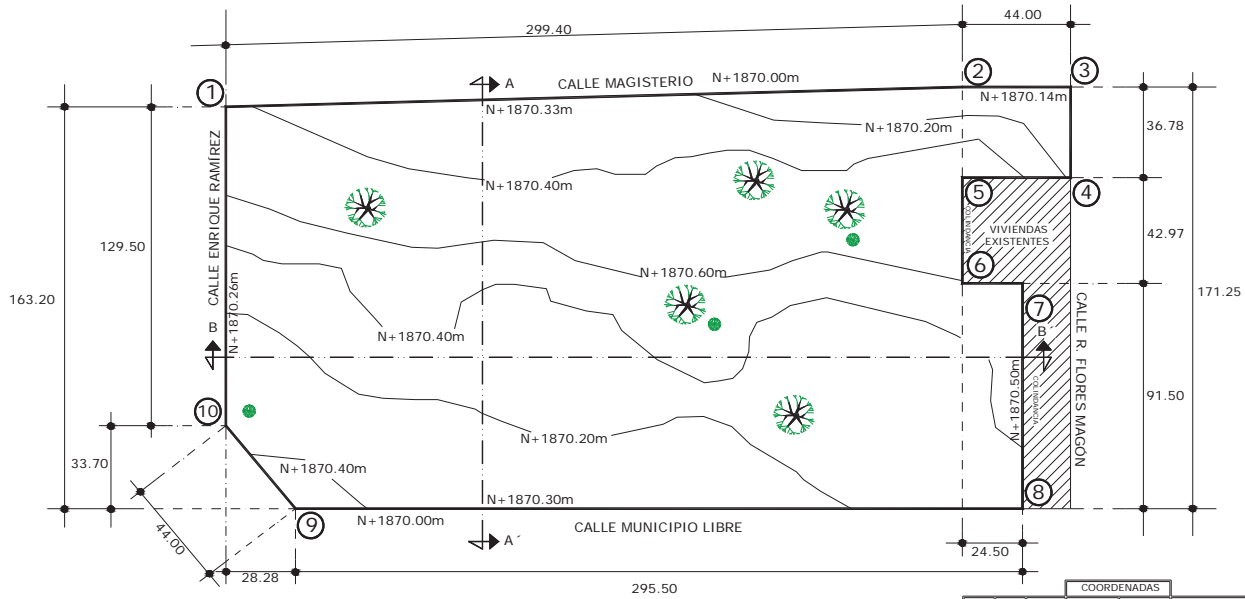 44.00
299.40
2
3
CALLE MAGISTERIO
N+1870.00m
A
1
N+1870.33m
N+1870.14m
N+1870.20m
36.78
CALLE ENRIQUE RAMÍREZ
N+1870.40m
5
4
COLINDANCIA
VIVIENDAS
EXISTENTES
129.50
42.97
N+1870.60m
6
163.20
171.25
N+1870.26m
7
CALLE R. FLORES MAGÓN
B
N+1870.40m
B´
N+1870.50m
COLINDANCIA
91.50
10
N+1870.20m
33.70
N+1870.40m
N+1870.30m
8
9
N+1870.00m
CALLE MUNICIPIO LIBRE
A´
44.00
24.50
28.28
295.50
COORDENADAS